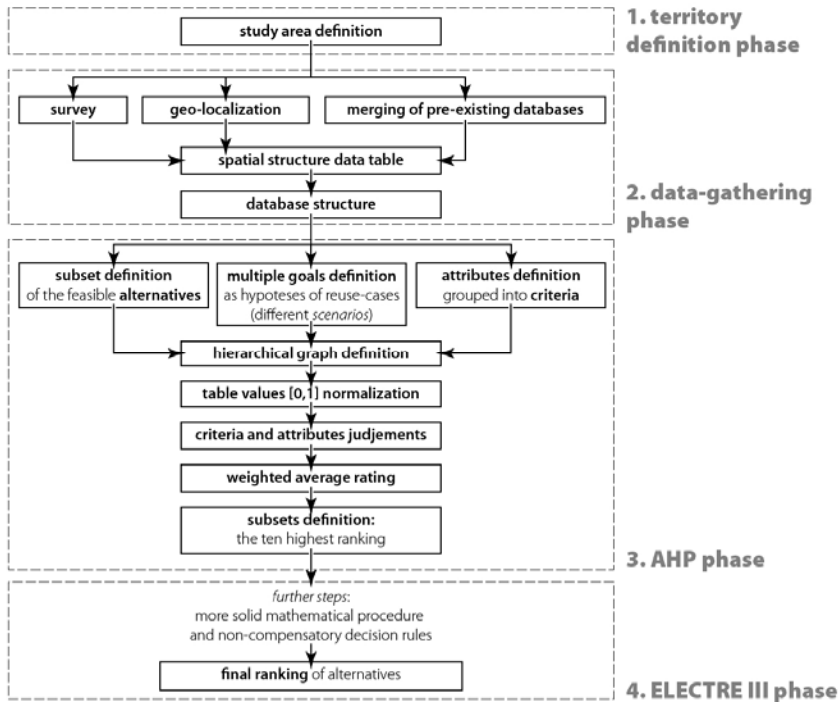 1. territory
definition phase
study area definition
survey
geo-localization
merging of pre-existing databases
spatial structure data table
database structure
2. data-gathering
phase
subset definition
of the feasible alternatives
multiple goals definition
as hypoteses of reuse-cases
(different scenarios)
attributes definition
grouped into criteria
hierarchical graph definition
table values [0,1] normalization
criteria and attributes judjements
weighted average rating
subsets definition:
the ten highest ranking
3. AHP phase
further steps:
more solid mathematical procedure
and non-compensatory decision rules
final ranking of alternatives
4. ELECTRE III phase